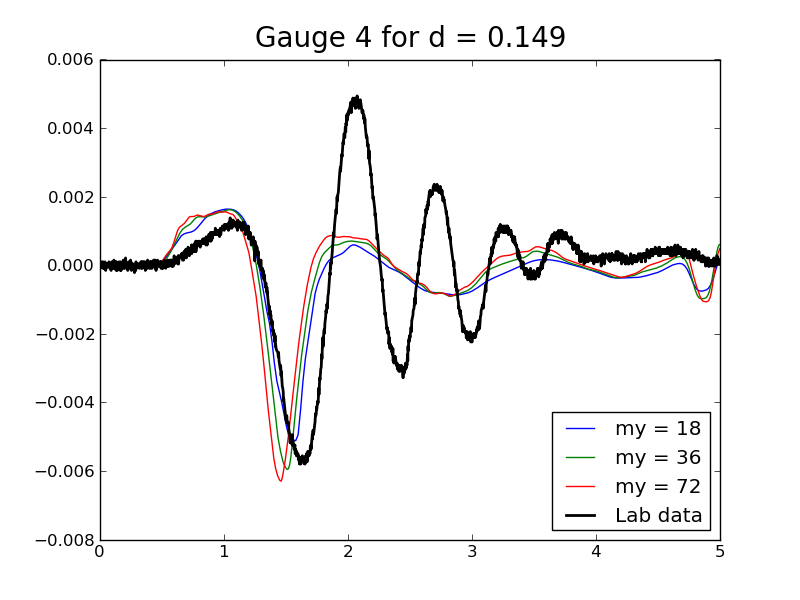 Gauge 4 for d = 0.149
0.006
0.004
0.002
0.000
−0.002
−0.004
−0.006
−0.008
0 1 2 3 4 5
my = 18
my = 36
my = 72
Lab data